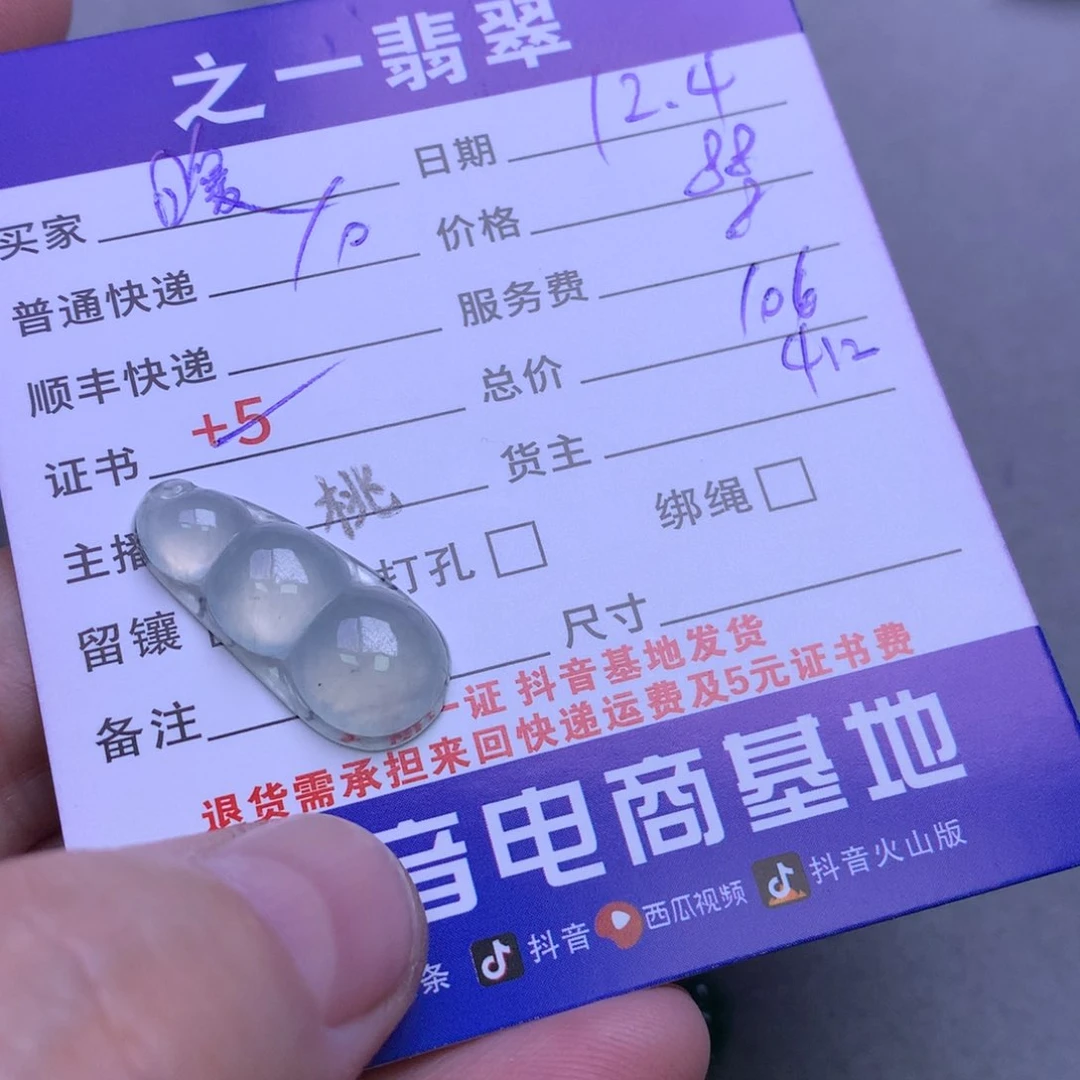 之一翡翠
买家 暖 日期 12.4
普通快递 10 价格 88
顺丰快递 服务费 8
证书 +5 总价 106
主播 桃 货主 412
打孔 绑绳
留镶 尺寸
备注 一证 抖音基地发货
退货需承担来回快递运费及5元证书费
音电商基地
条 抖音 西瓜视频 抖音火山版